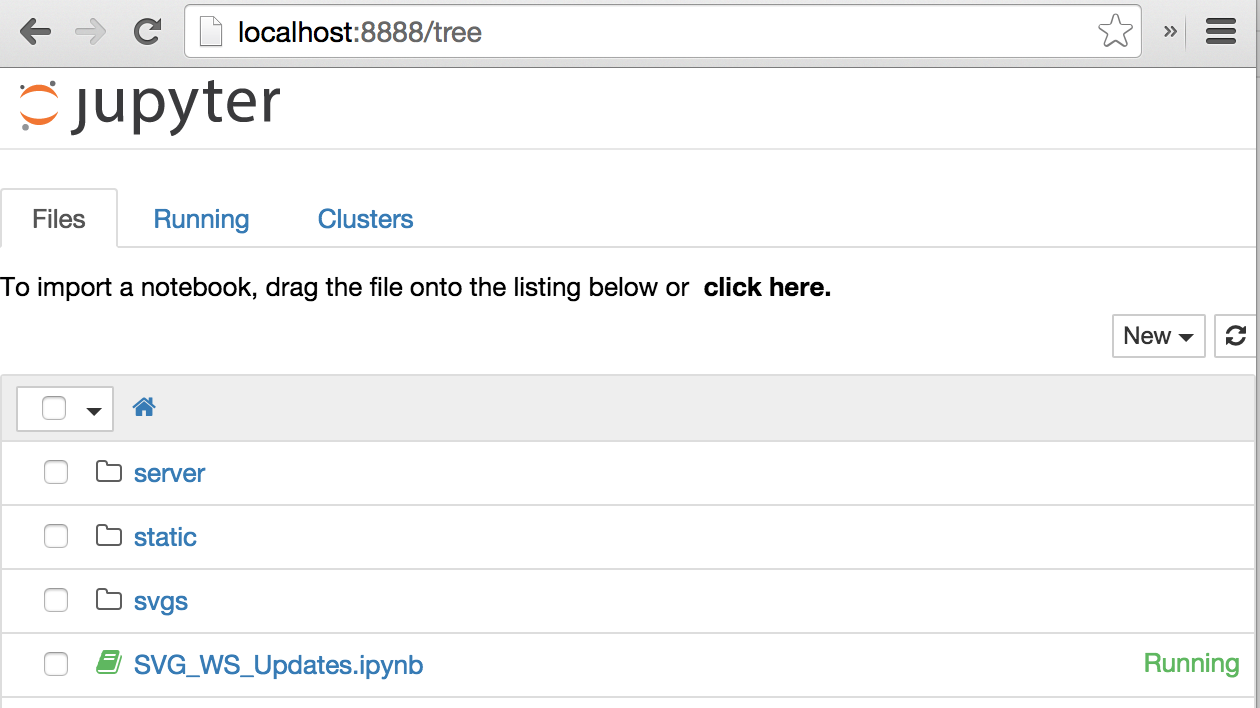 localhost:8888/tree
jupyter
Files Running Clusters
To import a notebook, drag the file onto the listing below or click here.
New
server
static
svgs
SVG_WS_Updates.ipynb Running